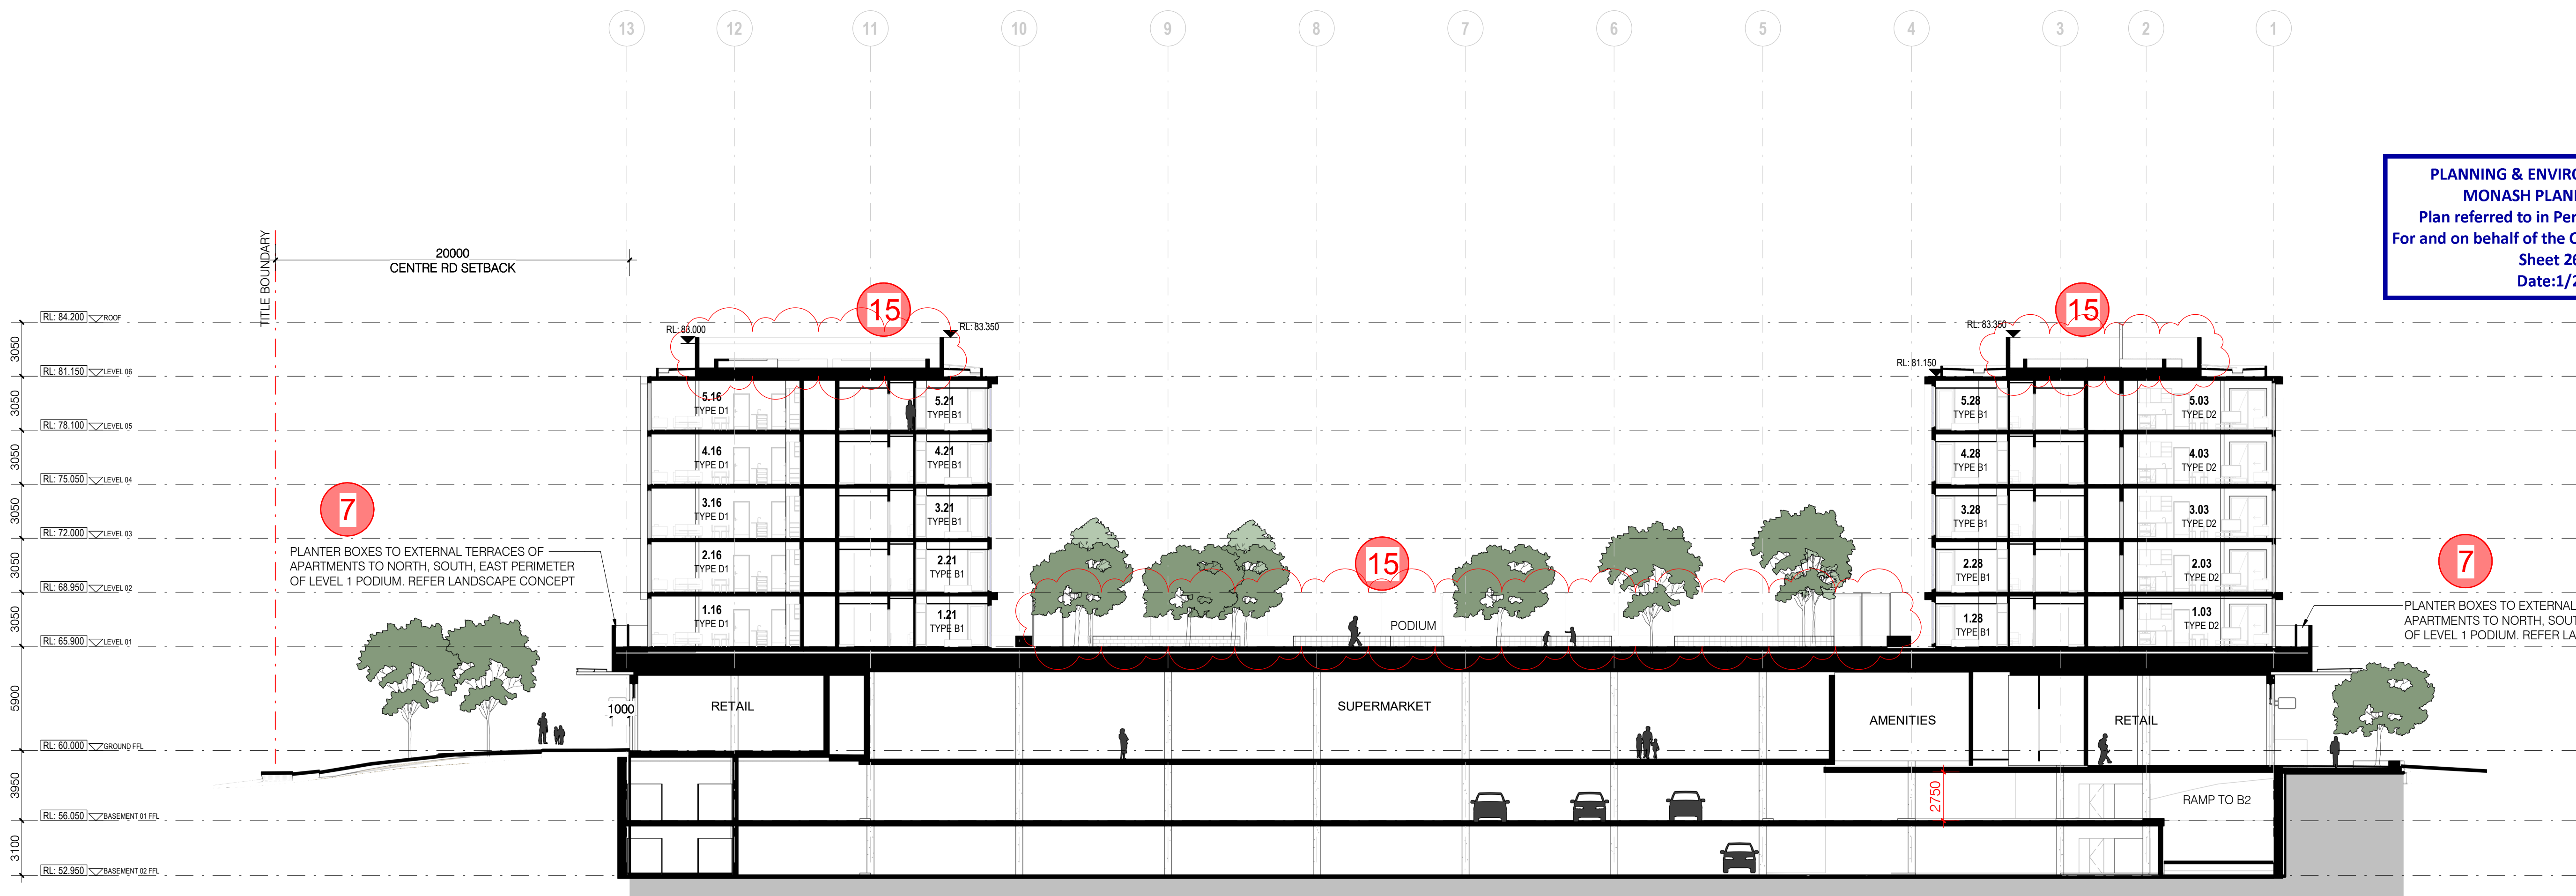 13
12
11
10
9
8
7
6
5
4
3
2
1
PLANNING & ENVIRO
MONASH PLAN
Plan referred to in Per
For and on behalf of the C
Sheet 26
Date:1/2
TITLE BOUNDARY
20000
CENTRE RD SETBACK
15
15
RL: 84.200 ROOF
RL: 83.000
RL: 83.350
RL: 83.350
3050
RL: 81.150 LEVEL 06
RL: 81.150
3050
5.16
TYPE D1
5.21
TYPE B1
5.28
TYPE B1
5.03
TYPE D2
RL: 78.100 LEVEL 05
3050
4.16
TYPE D1
4.21
TYPE B1
4.28
TYPE B1
4.03
TYPE D2
RL: 75.050 LEVEL 04
3050
7
3.16
TYPE D1
3.21
TYPE B1
3.28
TYPE B1
3.03
TYPE D2
RL: 72.000 LEVEL 03
3050
PLANTER BOXES TO EXTERNAL TERRACES OF
APARTMENTS TO NORTH, SOUTH, EAST PERIMETER
OF LEVEL 1 PODIUM. REFER LANDSCAPE CONCEPT
2.16
TYPE D1
2.21
TYPE B1
15
2.28
TYPE B1
2.03
TYPE D2
7
RL: 68.950 LEVEL 02
3050
1.16
TYPE D1
1.21
TYPE B1
PODIUM
1.28
TYPE B1
1.03
TYPE D2
PLANTER BOXES TO EXTERNAL
APARTMENTS TO NORTH, SOUT
OF LEVEL 1 PODIUM. REFER LA
RL: 65.900 LEVEL 01
5900
1000
RETAIL
SUPERMARKET
AMENITIES
RETAIL
RL: 60.000 GROUND FFL
3950
2750
RAMP TO B2
RL: 56.050 BASEMENT 01 FFL
3100
RL: 52.950 BASEMENT 02 FFL